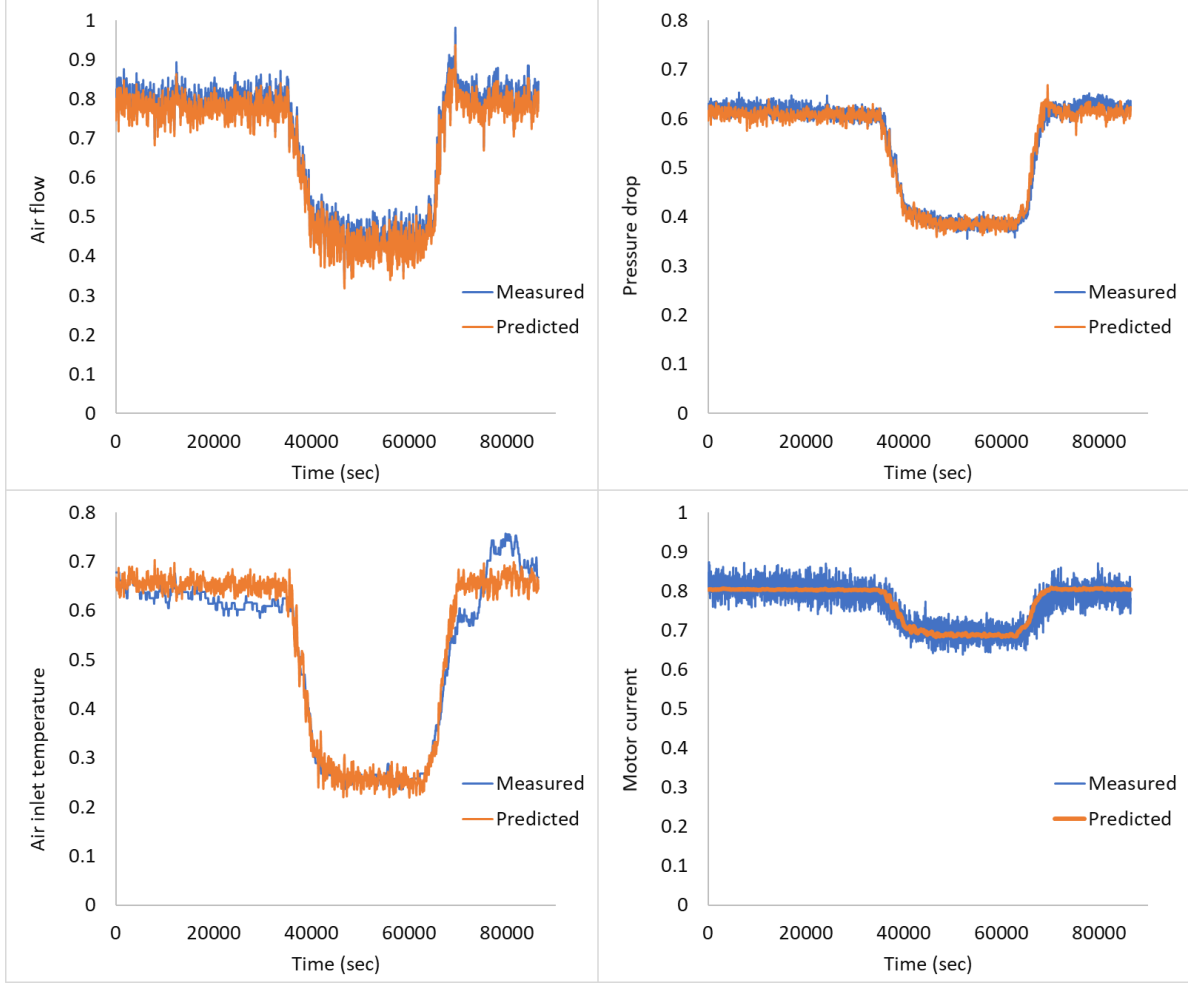 Air flow
1
0.9
0.8
0.7
0.6
0.5
0.4
0.3
0.2
0.1
0
0 20000 40000 60000 80000
Time (sec)
Measured
Predicted
Pressure drop
0.8
0.7
0.6
0.5
0.4
0.3
0.2
0.1
0
0 20000 40000 60000 80000
Time (sec)
Measured
Predicted
Air inlet temperature
0.8
0.7
0.6
0.5
0.4
0.3
0.2
0.1
0
0 20000 40000 60000 80000
Time (sec)
Measured
Predicted
Motor current
1
0.9
0.8
0.7
0.6
0.5
0.4
0.3
0.2
0.1
0
0 20000 40000 60000 80000
Time (sec)
Measured
Predicted